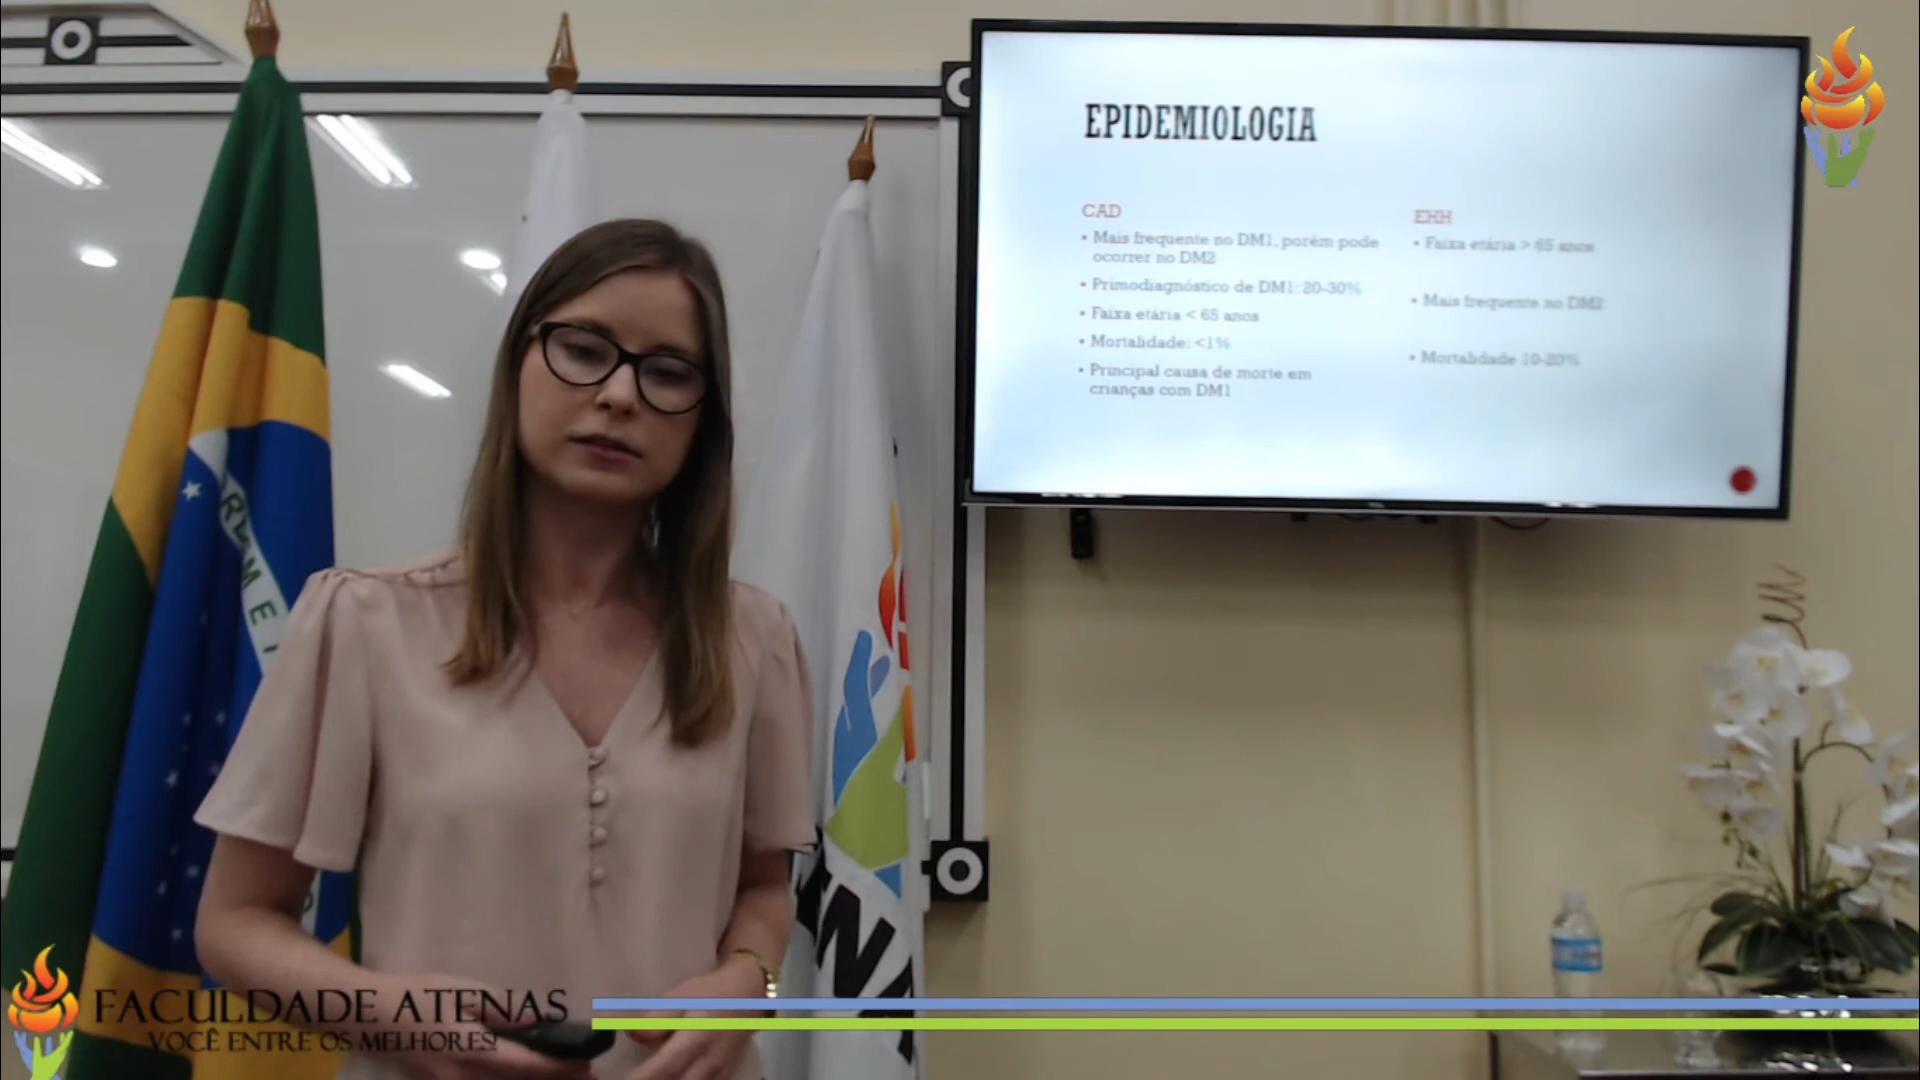 EPIDEMIOLOGIA
CAD
• Mais frequente no DM1, porém pode
ocorrer no DM2
• Primodiagnóstico de DM1: 20-30%
• Faixa etária < 65 anos
• Mortalidade: <1%
• Principal causa de morte em
crianças com DM1
EHH
• Faixa etária > 65 anos
• Mais frequente no DM2
• Mortalidade 10-20%
R
M E
ENA
FACULDADE ATENAS
VOCÊ ENTRE OS MELHORES!